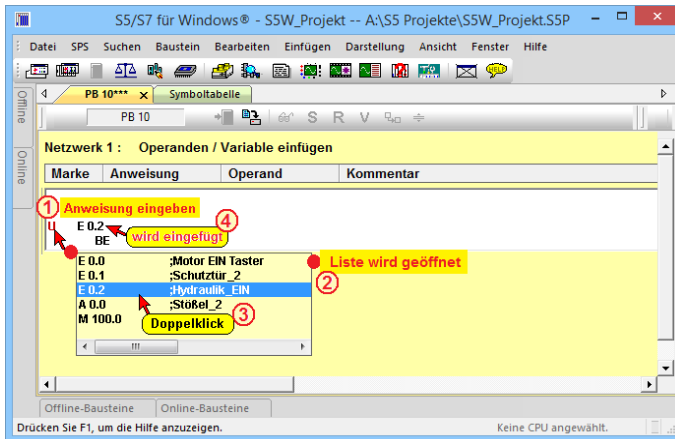 S5/S7 für Windows® - S5W_Projekt -- A:\S5 Projekte\S5W_Projekt.S5P
Datei SPS Suchen Baustein Bearbeiten Einfügen Darstellung Ansicht Fenster Hilfe
Offline
Online
PB 10*** x Symboltabelle
PB 10 S R V
Netzwerk 1 : Operanden / Variable einfügen
Marke Anweisung Operand Kommentar
1 Anweisung eingeben
U E 0.2 4
BE wird eingefügt
E 0.0 ;Motor EIN Taster Liste wird geöffnet
E 0.1 ;Schutztür_2 2
E 0.2 ;Hydraulik_EIN
A 0.0 ;Stößel_2
M 100.0 Doppelklick 3
Offline-Bausteine Online-Bausteine
Drücken Sie F1, um die Hilfe anzuzeigen. Keine CPU angewählt.